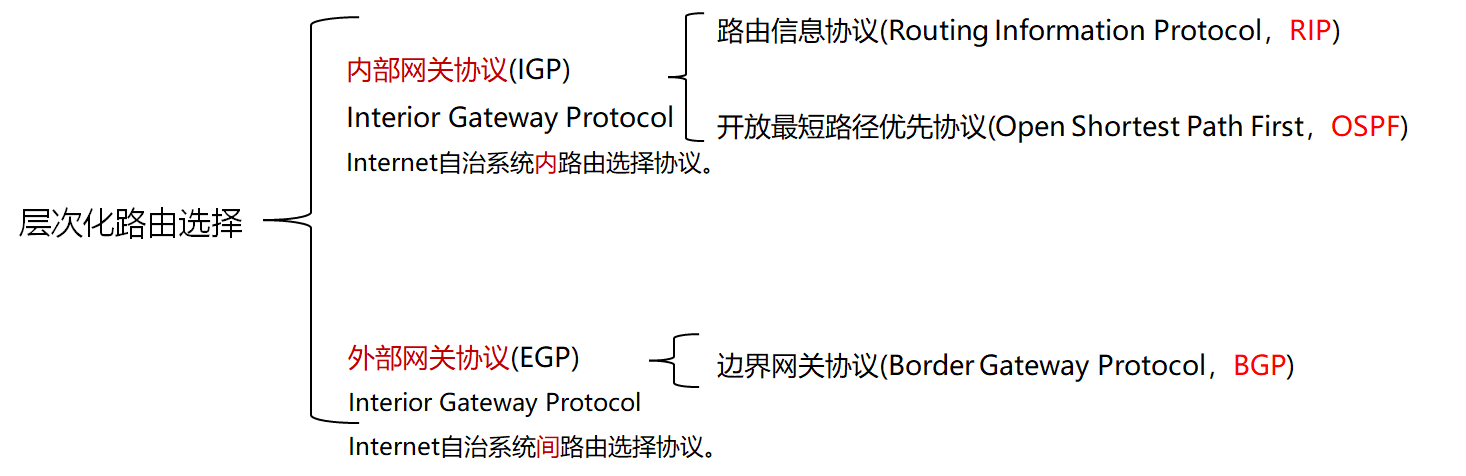 层次化路由选择
内部网关协议(IGP)
Interior Gateway Protocol
Internet自治系统内路由选择协议。
路由信息协议(Routing Information Protocol，RIP)
开放最短路径优先协议(Open Shortest Path First，OSPF)
外部网关协议(EGP)
Interior Gateway Protocol
Internet自治系统间路由选择协议。
边界网关协议(Border Gateway Protocol，BGP)